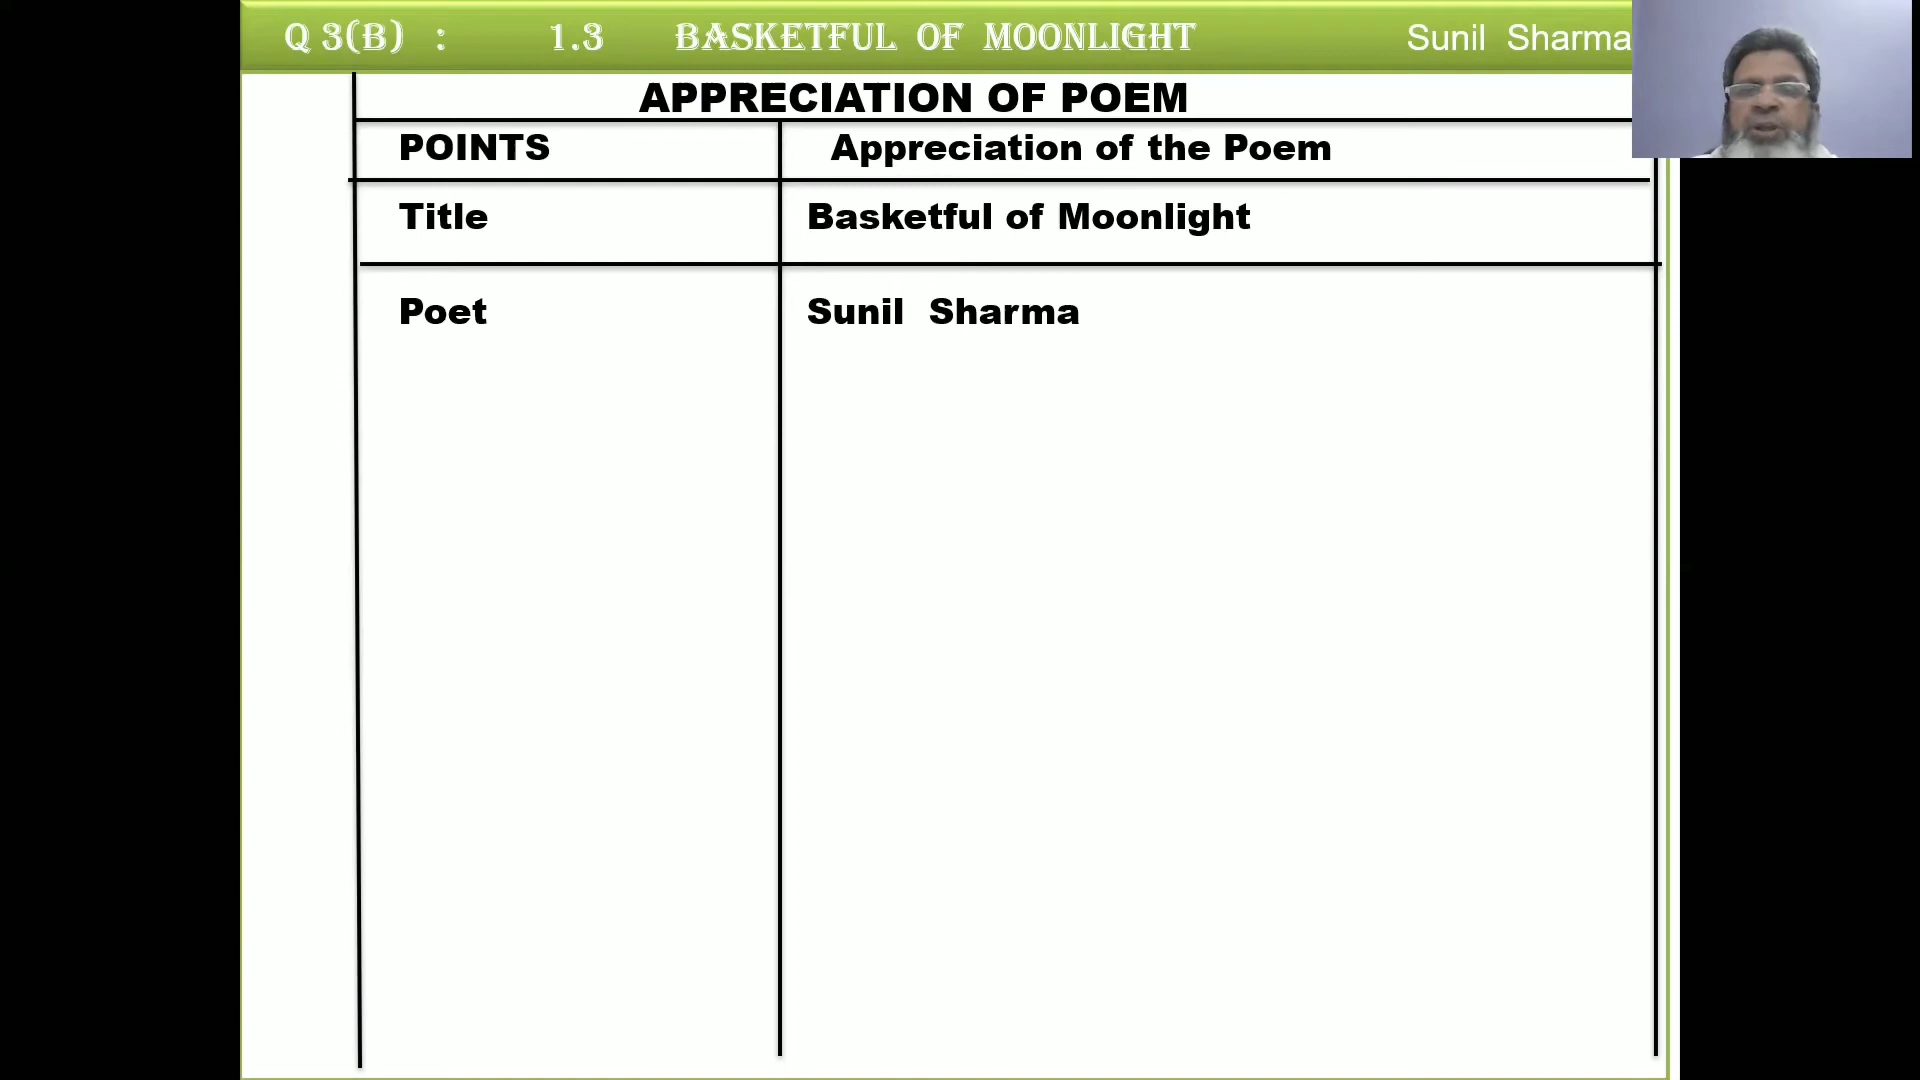 Q 3(B) : 1.3 BASKETFUL OF MOONLIGHT Sunil Sharma
APPRECIATION OF POEM
POINTS Appreciation of the Poem
Title Basketful of Moonlight
Poet Sunil Sharma